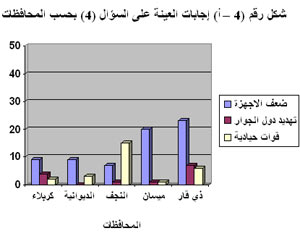 شكل رقم (4 – أ) إجابات العينة على السؤال (4) بحسب المحافظات
50
40
30
20
10
0
ضعف الاجهزة
تهديد دول الجوار
قوات حيادية
كربلاء
الديوانية
النجف
ميسان
ذي قار
المحافظات